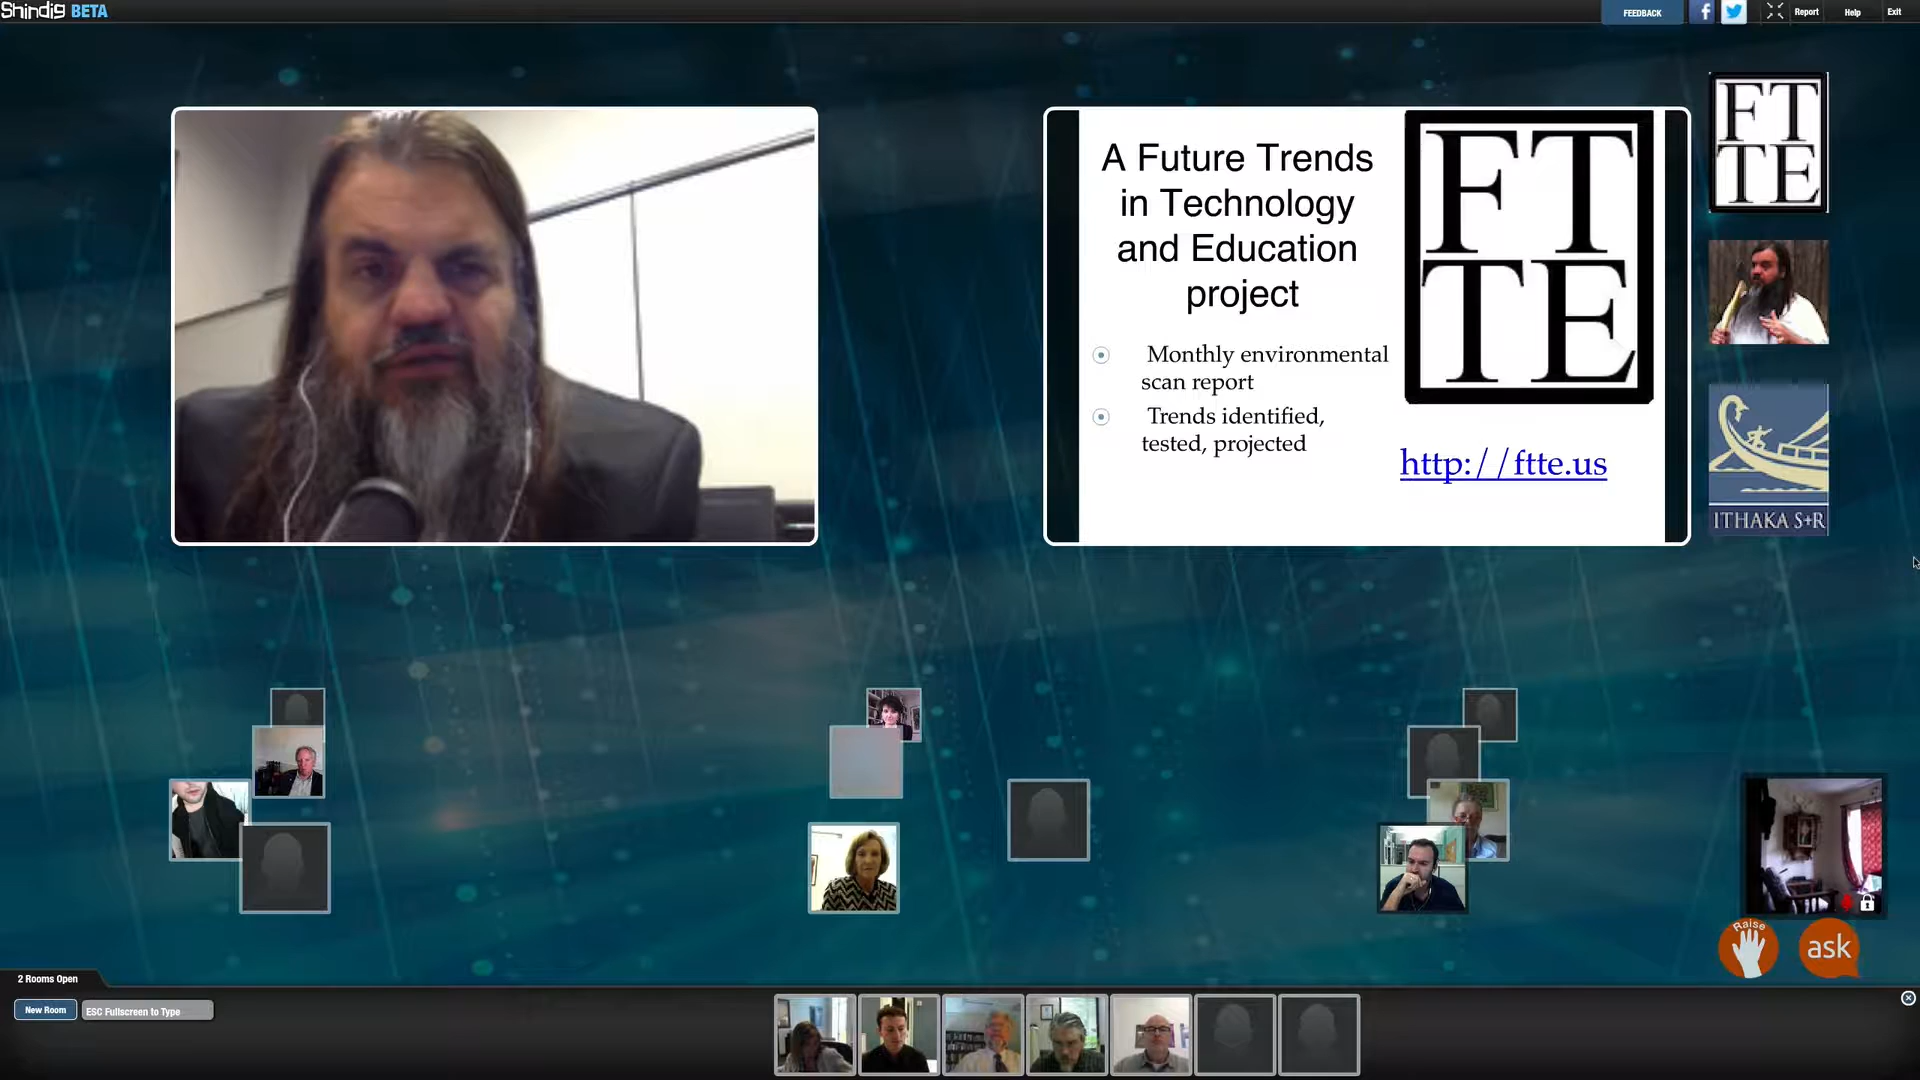 Shindig BETA
FEEDBACK
Report
Help
Exit
A Future Trends
in Technology
and Education
project
Monthly environmental
scan report
Trends identified,
tested, projected
FT
TE
http://ftte.us
FT
TE
ITHAKA S+R
Raise
ask
2 Rooms Open
New Room
ESC Fullscreen to Type